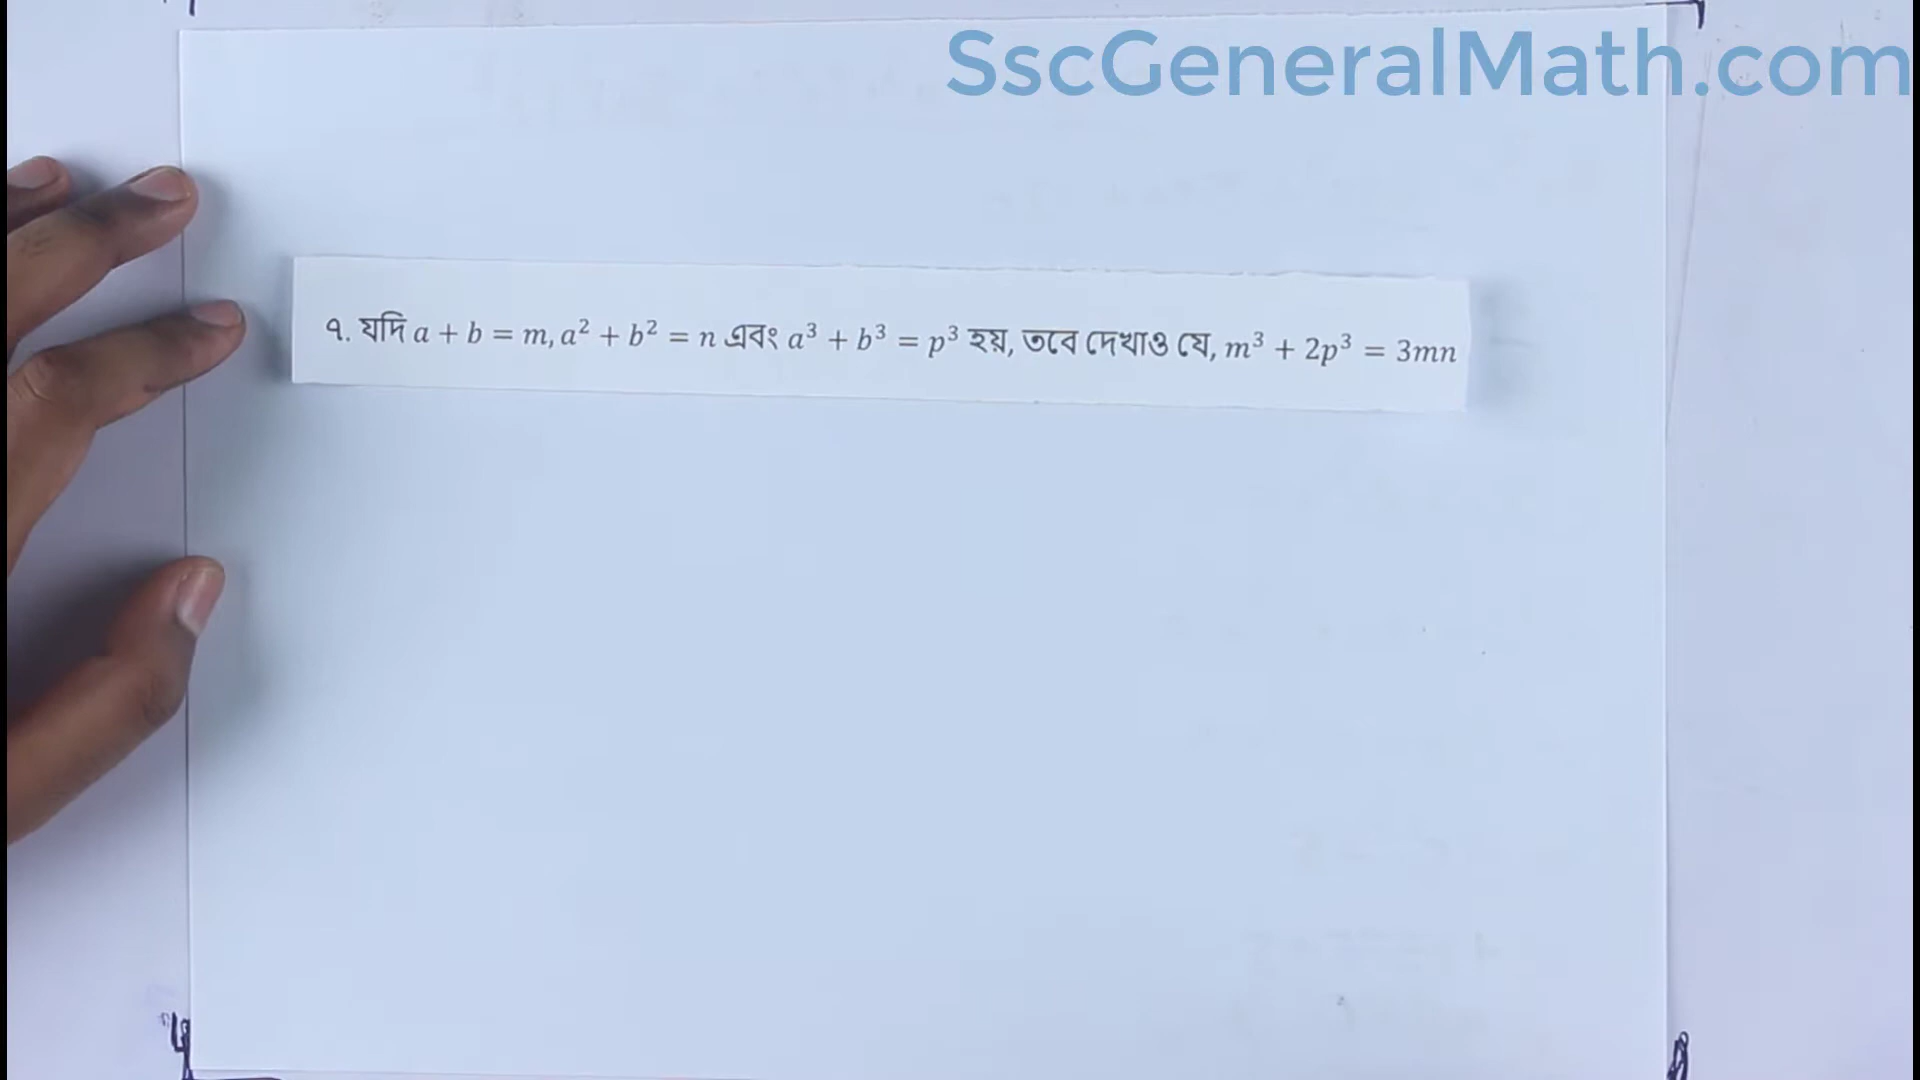 SscGeneralMath.com
৭. যদি a + b = m, a² + b² = n এবং a³ + b³ = p³ হয়, তবে দেখাও যে, m³ + 2p³ = 3mn